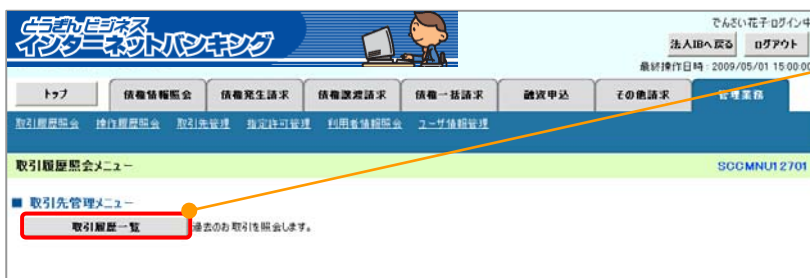 とうぎんビジネス
インターネットバンキング
でんさい花子 ログイン中
法人IBへ戻る ログアウト
最終操作日時：2009/05/01 15:00:00
トップ 債権情報照会 債権発生請求 債権譲渡請求 債権一括請求 融資申込 その他請求 管理業務
取引履歴照会 操作履歴照会 取引先管理 指定許可管理 利用者情報照会 ユーザ情報管理
取引履歴照会メニュー SCCMNU12701
■ 取引先管理メニュー
取引履歴一覧 過去のお取引を照会します。